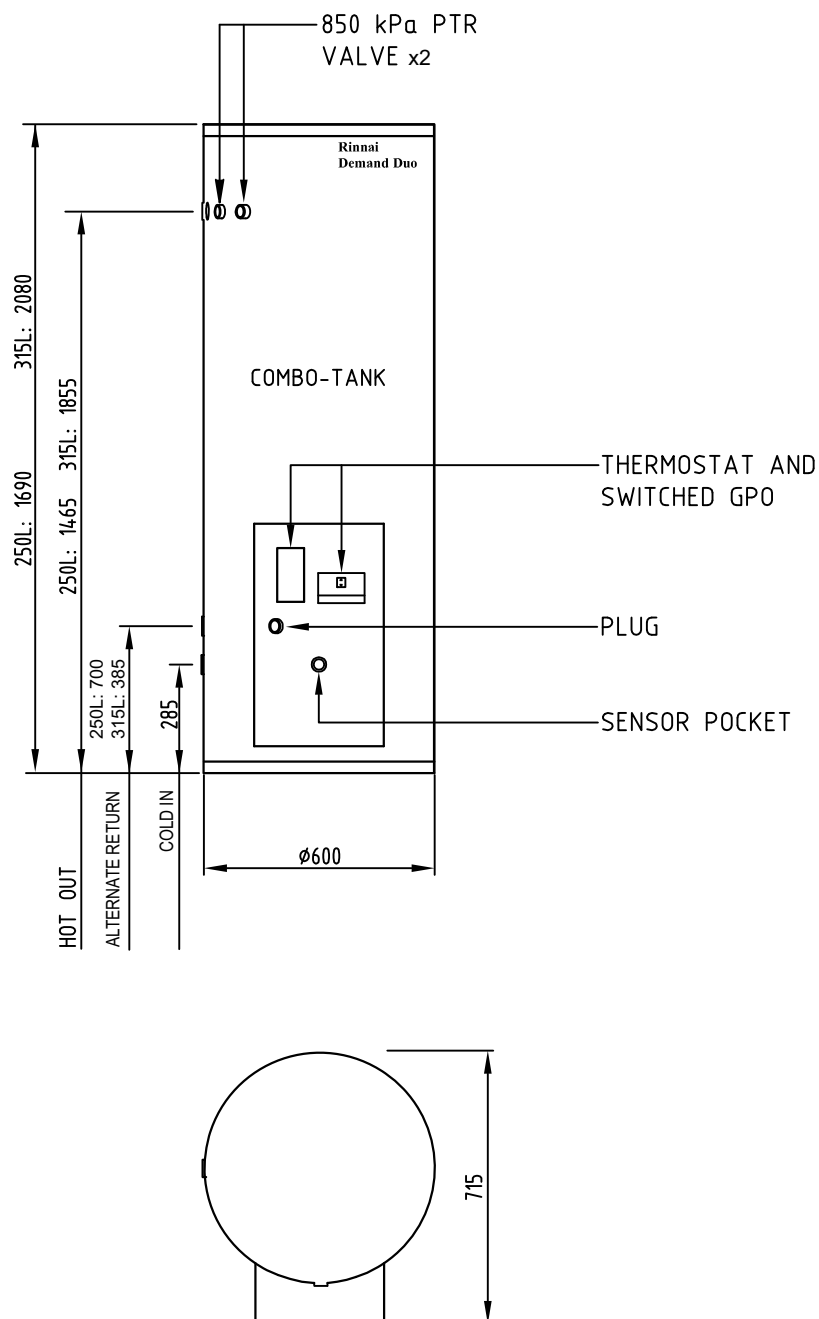 850 kPa PTR
VALVE x2
Rinnai
Demand Duo
COMBO-TANK
THERMOSTAT AND
SWITCHED GPO
PLUG
SENSOR POCKET
250L: 1690 315L: 2080
250L: 1465 315L: 1855
250L: 700
315L: 385
285
HOT OUT
ALTERNATE RETURN
COLD IN
Ø600
715